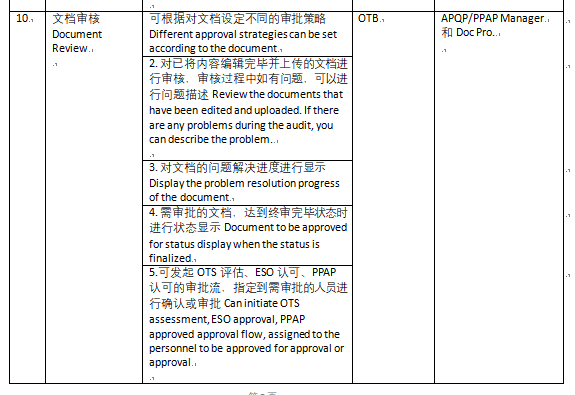 10.
文档审核
Document
Review.
可根据对文档设定不同的审批策略
Different approval strategies can be set
according to the document.
OTB.
APQP/PPAP Manager.
和 Doc Pro..
2. 对已将内容编辑完毕并上传的文档进
行审核，审核过程中如有问题，可以进
行问题描述 Review the documents that
have been edited and uploaded. If there
are any problems during the audit, you
can describe the problem..
3. 对文档的问题解决进度进行显示
Display the problem resolution progress
of the document.
4. 需审批的文档，达到终审完毕状态时
进行状态显示 Document to be approved
for status display when the status is
finalized.
5.可发起 OTS 评估、ESO 认可、PPAP
认可的审批流，指定到需审批的人员进
行确认或审批 Can initiate OTS
assessment, ESO approval, PPAP
approved approval flow, assigned to the
personnel to be approved for approval or
approval.